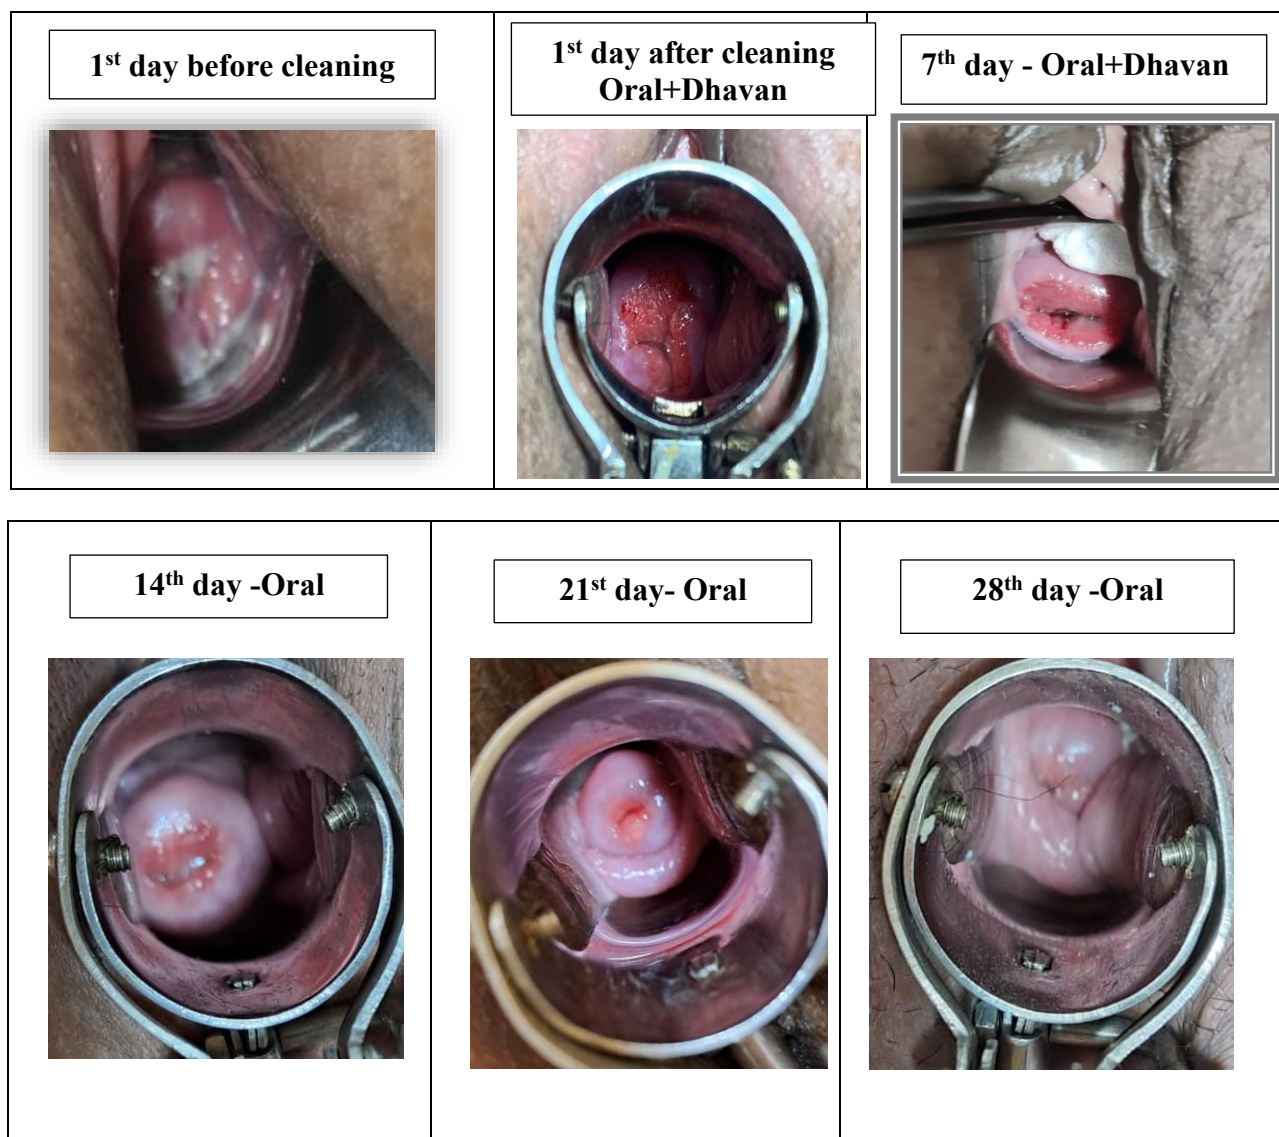 1st day before cleaning
1st day after cleaning
Oral+Dhavan
7th day - Oral+Dhavan
14th day -Oral
21st day- Oral
28th day -Oral